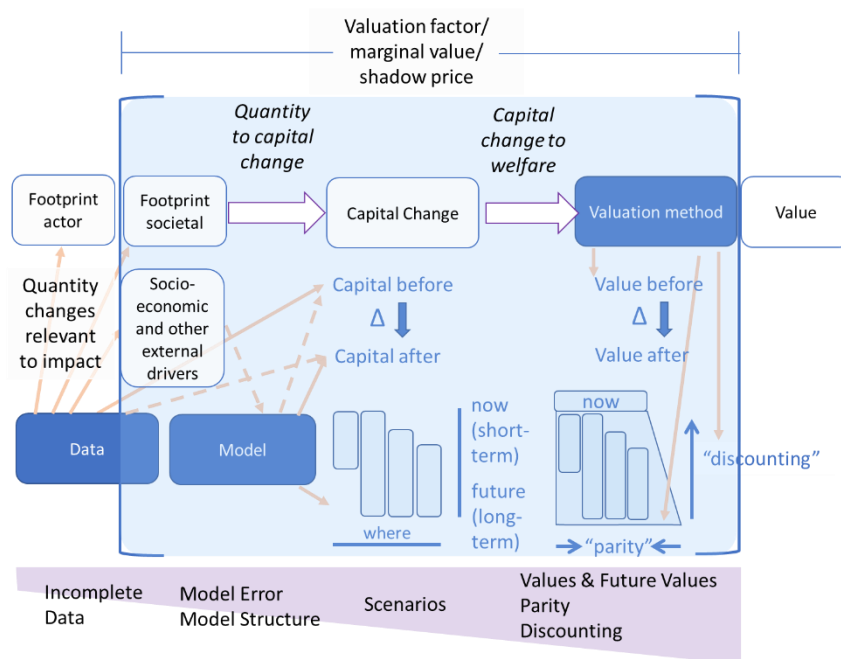 Valuation factor/
marginal value/
shadow price
Quantity
to capital
change
Capital
change to
welfare
Footprint
actor
Footprint
societal
Capital Change
Valuation method
Value
Quantity
changes
relevant
to impact
Socio-
economic
and other
external
drivers
Capital before
Δ
Capital after
Value before
Δ
Value after
Data
Model
now
(short-
term)
future
(long-
term)
where
now
"discounting"
"parity"
Incomplete
Data
Model Error
Model Structure
Scenarios
Values & Future Values
Parity
Discounting